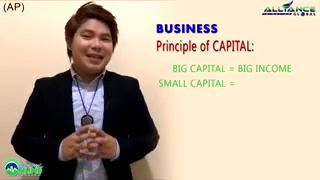 (AP)
ALLIANCE
GLOBAL
BUSINESS
Principle of CAPITAL:
BIG CAPITAL = BIG INCOME
SMALL CAPITAL =